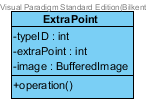 Visual Paradigm Standard Edition(Bilkent
ExtraPoint
-typeID : int
-extraPoint : int
-image : BufferedImage
+operation()